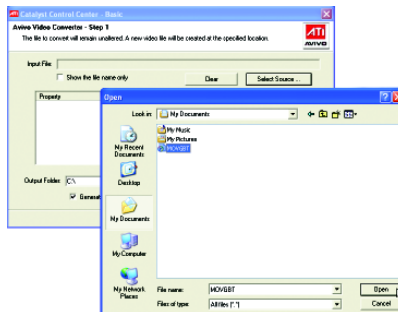 Catalyst Control Center - Basic
Avivo Video Converter - Step 1
The file to convert will remain unaltered. A new video file will be created at the specified location.
ATI
AVIVO
Input File:
Show the file name only
Clear
Select Source ...
Property
Output Folder: C:\
Generat
Open
Look in: My Documents
My Recent Documents
Desktop
My Documents
My Computer
My Network Places
My Music
My Pictures
MOVGBT
File name: MOVGBT
Files of type: All files (*.*)
Open
Cancel